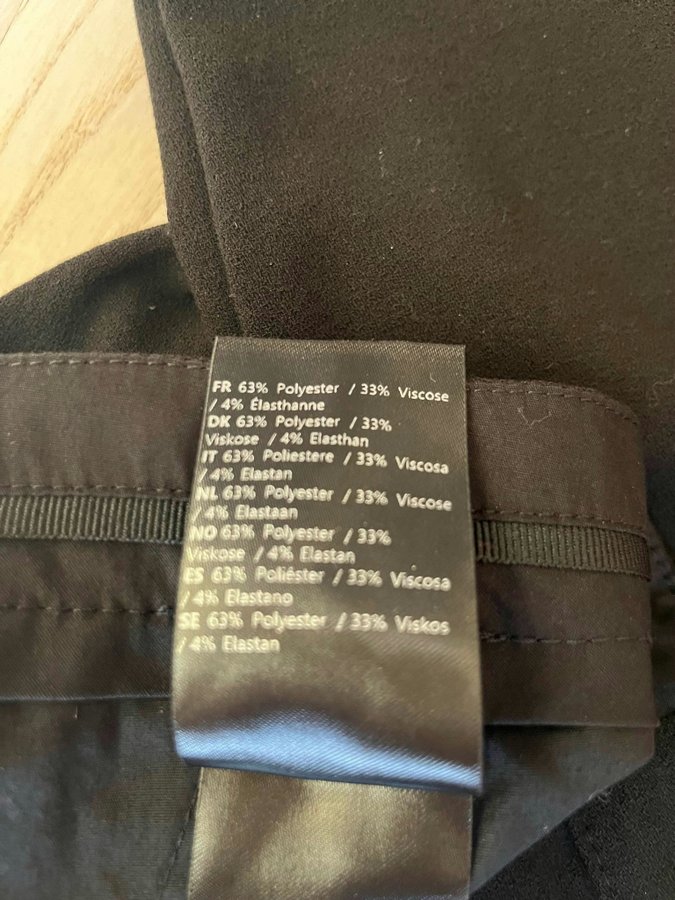 FR 63% Polyester / 33% Viscose
/ 4% Élasthanne
DK 63% Polyester / 33%
Viskose / 4% Elasthan
IT 63% Poliestere / 33% Viscosa
/ 4% Elastan
NL 63% Polyester / 33% Viscose
/ 4% Elastaan
NO 63% Polyester / 33%
Viskose / 4% Elastan
ES 63% Poliéster / 33% Viscosa
/ 4% Elastano
SE 63% Polyester / 33% Viskos
/ 4% Elastan